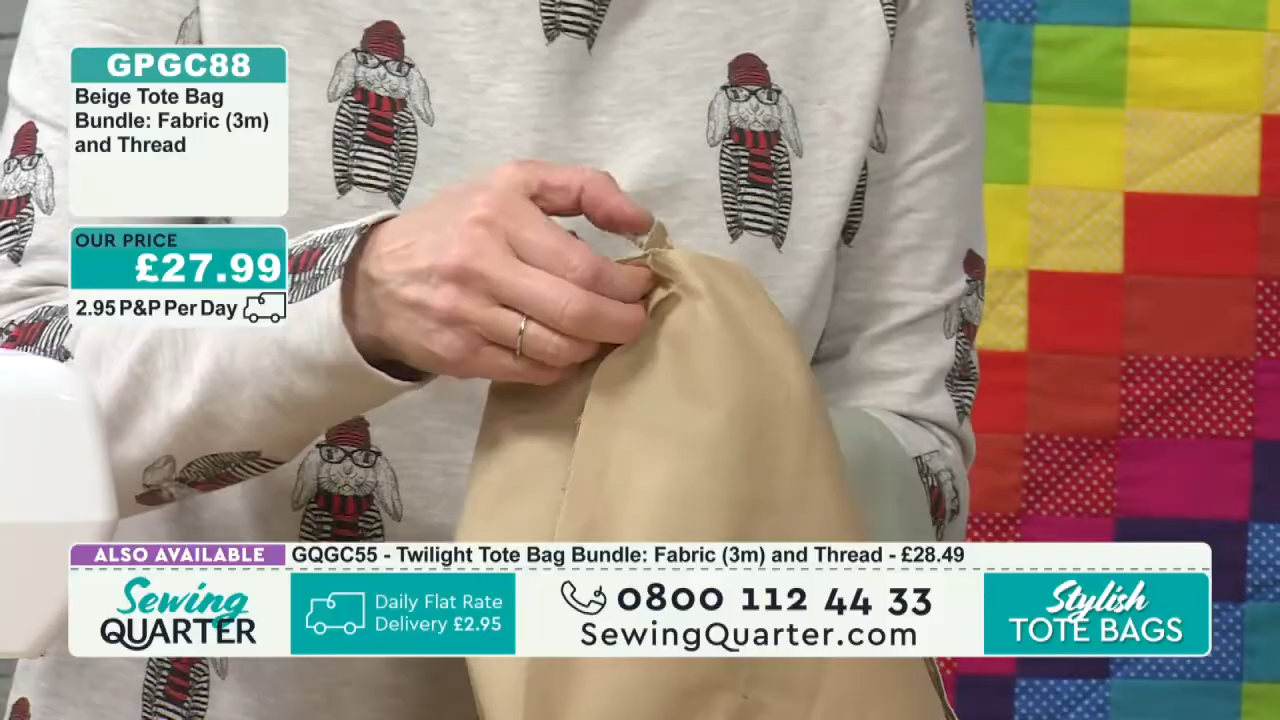 GPGC88
Beige Tote Bag
Bundle: Fabric (3m)
and Thread
OUR PRICE
£27.99
2.95 P&P Per Day
ALSO AVAILABLE
GQGC55 - Twilight Tote Bag Bundle: Fabric (3m) and Thread - £28.49
Sewing
QUARTER
Daily Flat Rate
Delivery £2.95
0800 112 44 33
SewingQuarter.com
Stylish
TOTE BAGS